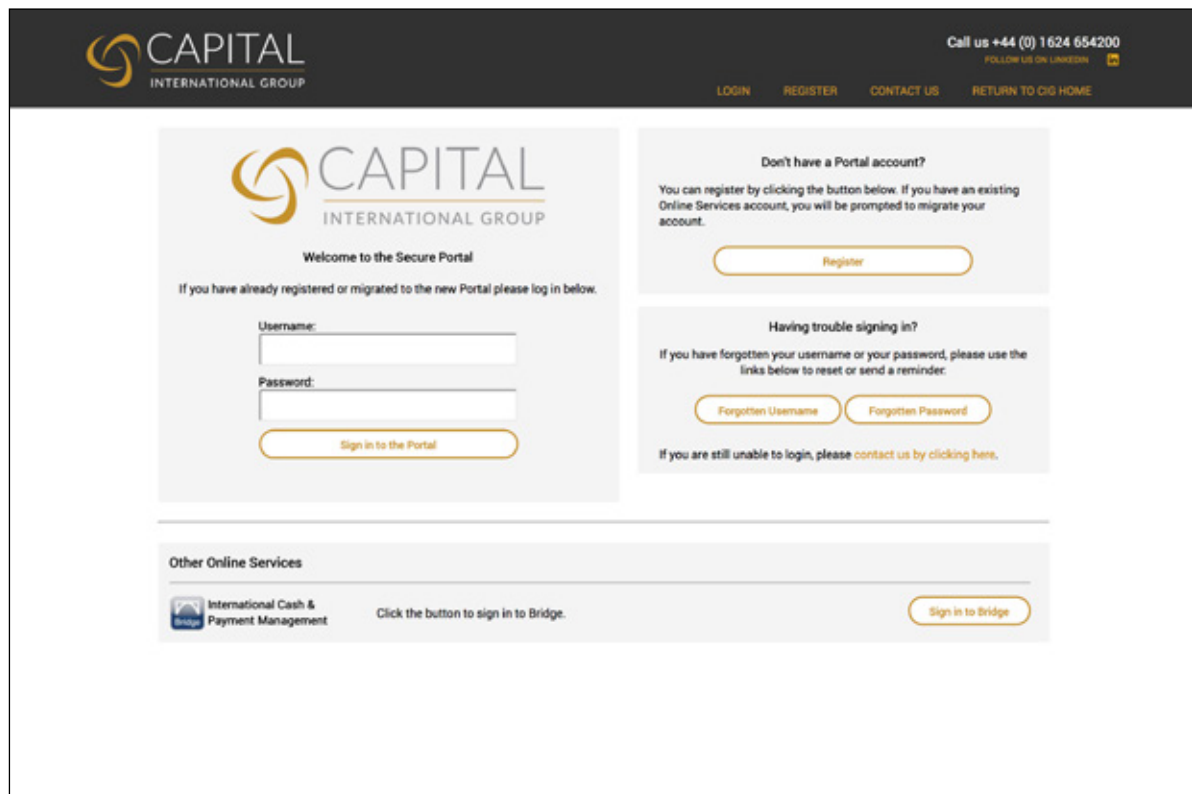 CAPITAL
INTERNATIONAL GROUP
Call us +44 (0) 1624 654200
FOLLOW US ON LINKEDIN in
LOGIN REGISTER CONTACT US RETURN TO CIG HOME
CAPITAL
INTERNATIONAL GROUP
Welcome to the Secure Portal
If you have already registered or migrated to the new Portal please log in below.
Username:
Password:
Sign in to the Portal
Don't have a Portal account?
You can register by clicking the button below. If you have an existing
Online Services account, you will be prompted to migrate your
account.
Register
Having trouble signing in?
If you have forgotten your username or your password, please use the
links below to reset or send a reminder.
Forgotten Username Forgotten Password
If you are still unable to login, please contact us by clicking here.
Other Online Services
Bridge
International Cash &
Payment Management
Click the button to sign in to Bridge.
Sign in to Bridge